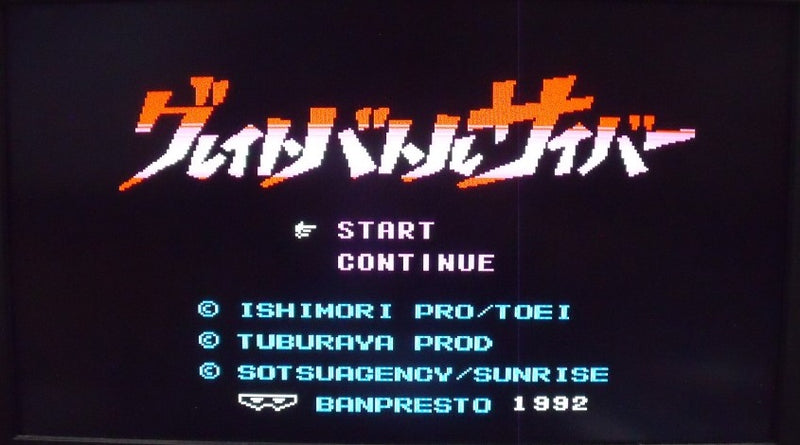 グレイトバトルサイバー
START
CONTINUE
© ISHIMORI PRO/TOEI
© TUBURAYA PROD
© SOTSUAGENCY/SUNRISE
BANPRESTO 1992